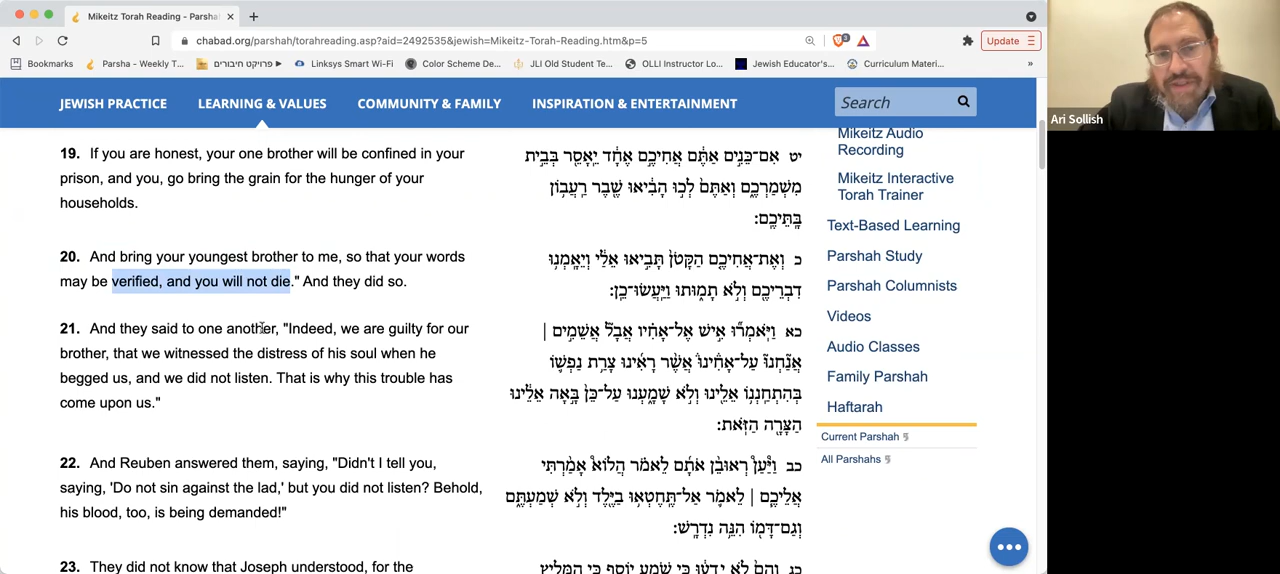 Mikeitz Torah Reading - Parsha
chabad.org/parshah/torahreading.asp?aid=2492535&jewish=Mikeitz-Torah-Reading.htm&p=5
Update
Bookmarks
Parsha - Weekly T...
פרויקט חיבורים
Linksys Smart Wi-Fi
Color Scheme De...
JLI Old Student Te...
OLLI Instructor Lo...
Jewish Educator's...
Curriculum Materi...
»
JEWISH PRACTICE
LEARNING & VALUES
COMMUNITY & FAMILY
INSPIRATION & ENTERTAINMENT
Search
Ari Sollish
19. If you are honest, your one brother will be confined in your
prison, and you, go bring the grain for the hunger of your
households.
יט אִם־כֵּנִ֣ים אַתֶּ֔ם אֲחִיכֶ֣ם אֶחָ֔ד יֵאָסֵ֖ר בְּבֵ֣ית
מִשְׁמַרְכֶ֑ם וְאַתֶּם֙ לְכ֣וּ הָבִ֔יאוּ שֶׁ֖בֶר רַֽעֲב֥וֹן
בָּֽתֵּיכֶֽם:
20. And bring your youngest brother to me, so that your words
may be verified, and you will not die." And they did so.
כ וְאֶת־אֲחִיכֶ֤ם הַקָּטֹן֙ תָּבִ֣יאוּ אֵלַ֔י וְיֵאָֽמְנ֥וּ
דִבְרֵיכֶ֖ם וְלֹ֣א תָמ֑וּתוּ וַיַּֽעֲשׂוּ־כֵֽן:
21. And they said to one another, "Indeed, we are guilty for our
brother, that we witnessed the distress of his soul when he
begged us, and we did not listen. That is why this trouble has
come upon us."
כא וַיֹּֽאמְר֞וּ אִ֣ישׁ אֶל־אָחִ֗יו אֲבָל֘ אֲשֵׁמִ֣ים |
אֲנַ֘חְנוּ֘ עַל־אָחִ֒ינוּ֒ אֲשֶׁ֨ר רָאִ֜ינוּ צָרַ֥ת נַפְשׁ֛וֹ
בְּהִתְחַֽנְנ֥וֹ אֵלֵ֖ינוּ וְלֹ֣א שָׁמָ֑עְנוּ עַל־כֵּן֙ בָּ֣אָה אֵלֵ֔ינוּ
הַצָּרָ֖ה הַזֹּֽאת:
22. And Reuben answered them, saying, "Didn't I tell you,
saying, 'Do not sin against the lad,' but you did not listen? Behold,
his blood, too, is being demanded!"
כב וַיַּ֩עַן֩ רְאוּבֵ֨ן אֹתָ֜ם לֵאמֹ֗ר הֲלוֹא֩ אָמַ֨רְתִּי
אֲלֵיכֶ֧ם | לֵאמֹ֛ר אַל־תֶּֽחֶטְא֥וּ בַיֶּ֖לֶד וְלֹ֣א שְׁמַעְתֶּ֑ם
וְגַם־דָּמ֖וֹ הִנֵּ֥ה נִדְרָֽשׁ:
23. They did not know that Joseph understood, for the
כג וְהֵם֙ לֹ֣א יָֽדְע֔וּ כִּ֥י שֹׁמֵ֖עַ יוֹסֵ֑ף כִּ֥י הַמֵּלִ֖יץ
Mikeitz Audio
Recording
Mikeitz Interactive
Torah Trainer
Text-Based Learning
Parshah Study
Parshah Columnists
Videos
Audio Classes
Family Parshah
Haftarah
Current Parshah
All Parshahs